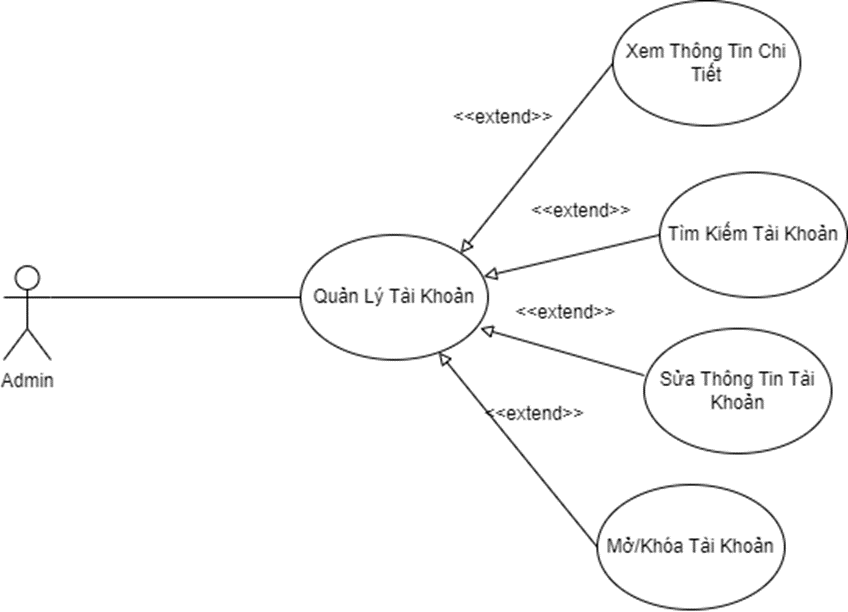 Xem Thông Tin Chi
Tiết
<<extend>>
<<extend>>
Tìm Kiếm Tài Khoản
Quản Lý Tài Khoản
<<extend>>
Admin
Sửa Thông Tin Tài
Khoản
<<extend>>
Mở/Khóa Tài Khoản